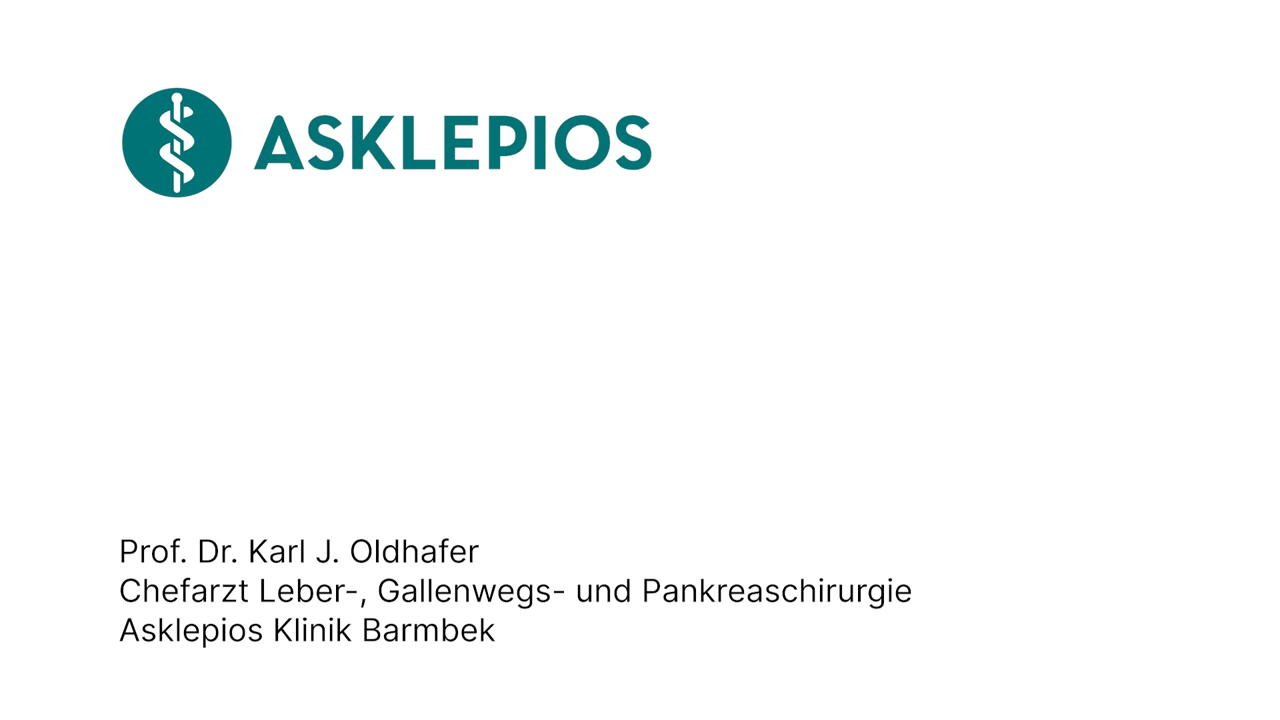 ASKLEPIOS
Prof. Dr. Karl J. Oldhafer
Chefarzt Leber-, Gallenwegs- und Pankreaschirurgie
Asklepios Klinik Barmbek